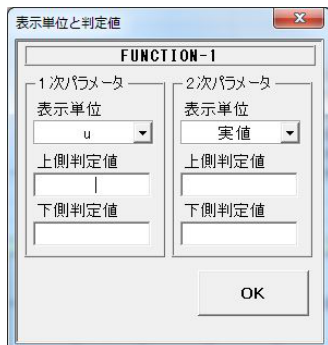 表示単位と判定値
FUNCTION-1
1次パラメータ
表示単位
u
上側判定値
下側判定値
2次パラメータ
表示単位
実値
上側判定値
下側判定値
OK